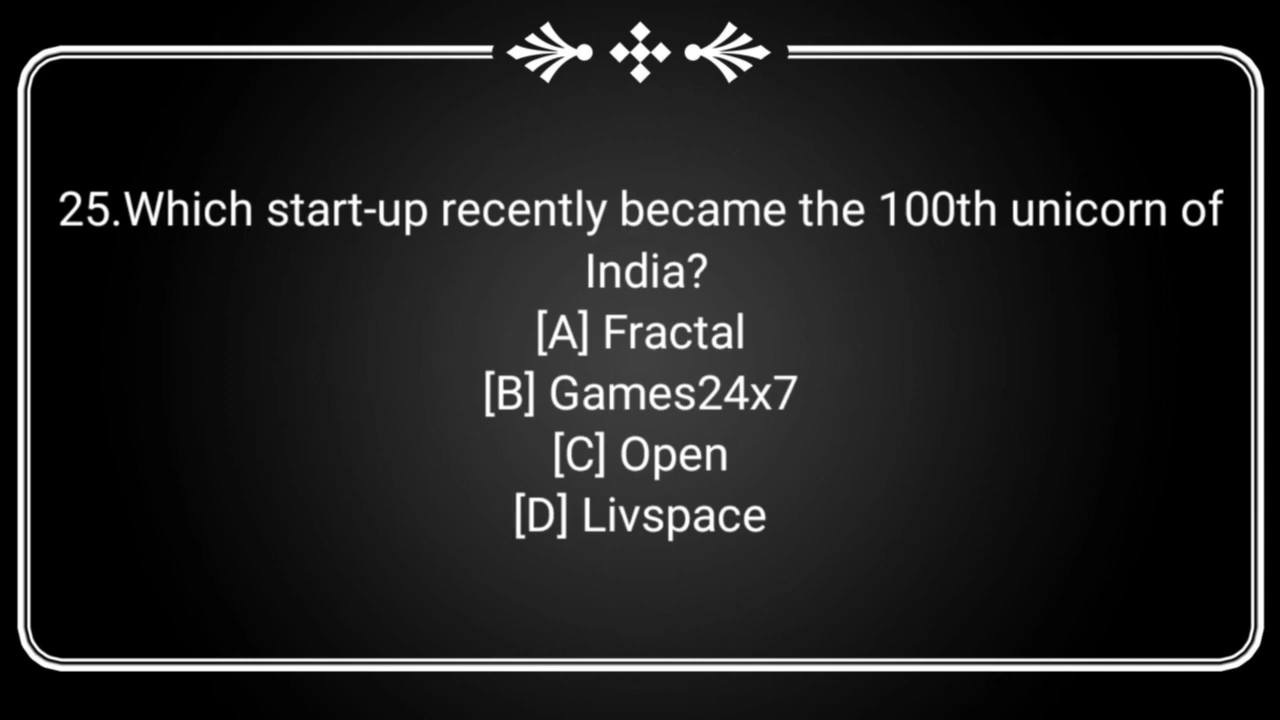 25.Which start-up recently became the 100th unicorn of
India?
[A] Fractal
[B] Games24x7
[C] Open
[D] Livspace